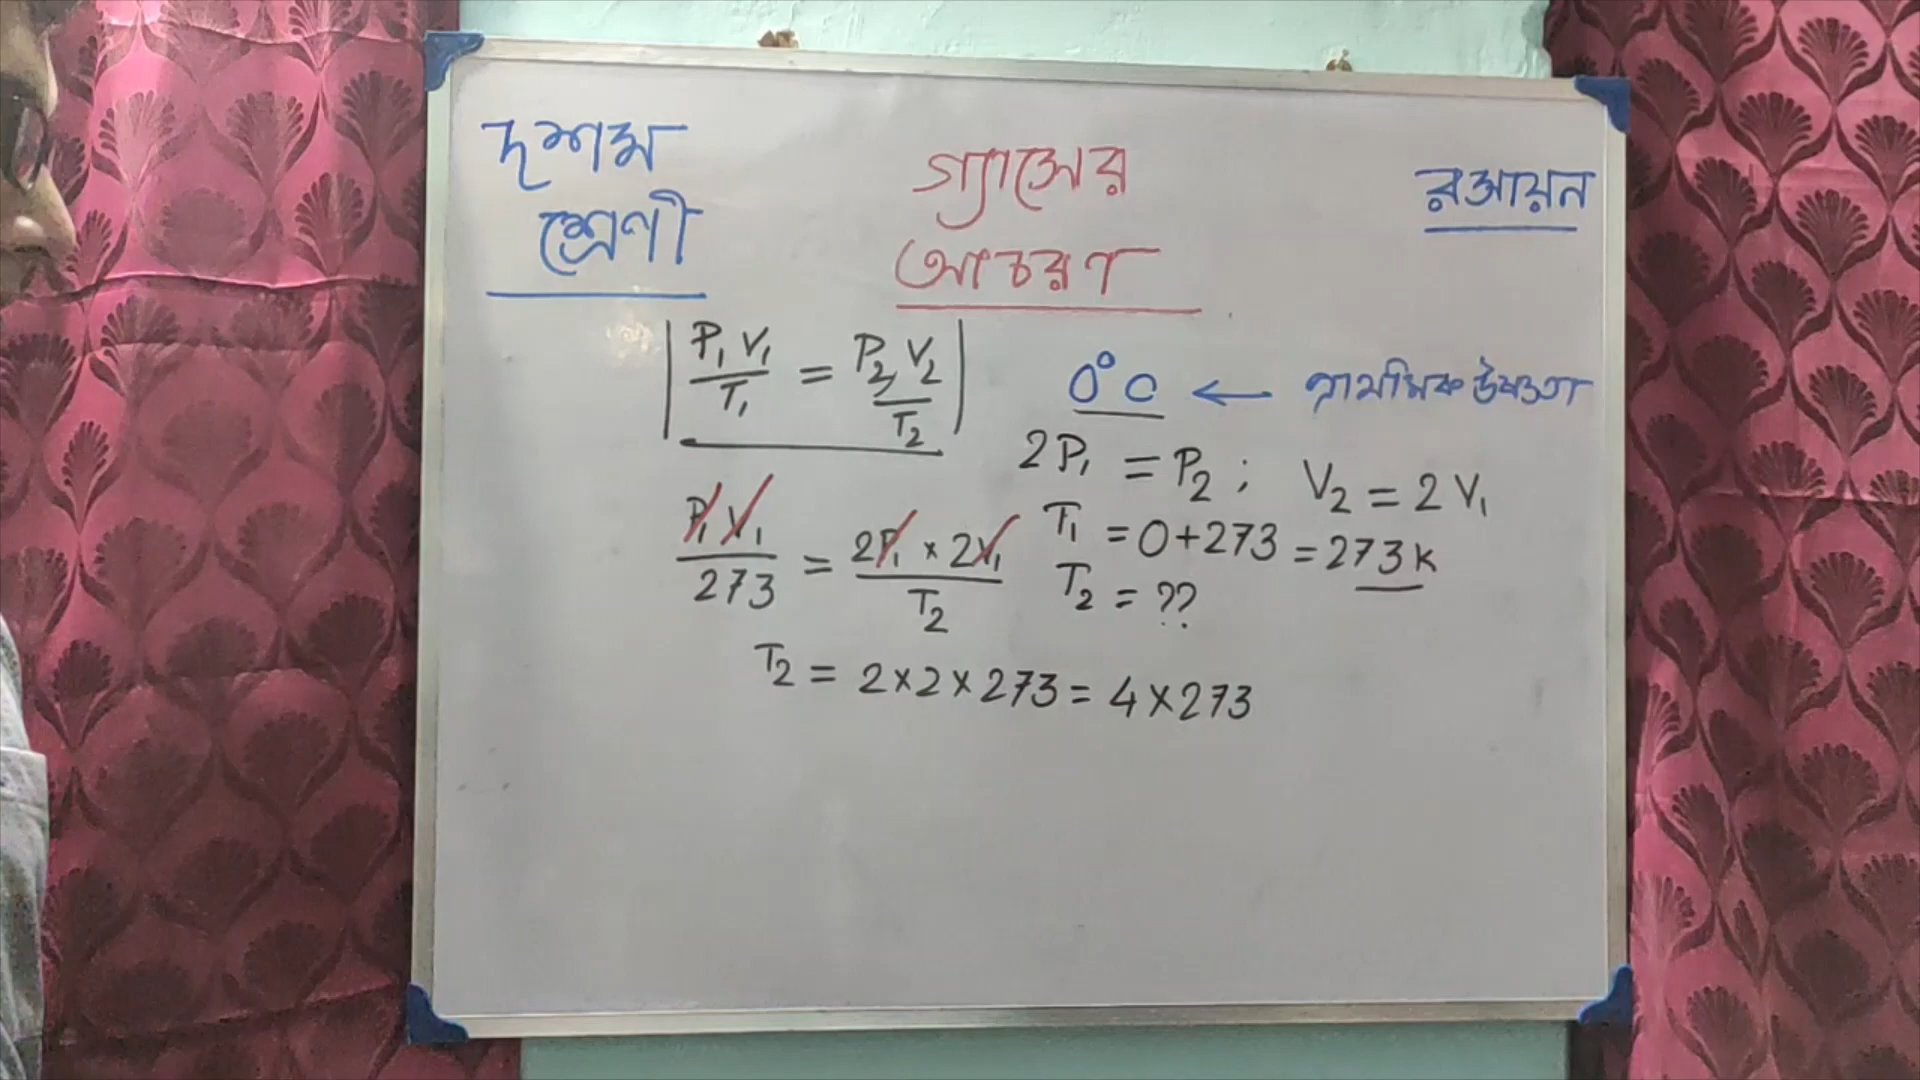 দশম
শ্রেণী
গ্যাসের
আচরণ
রসায়ন
P₁V₁/T₁ = P₂V₂/T₂
0°C ← প্রাথমিক উষ্ণতা
2P₁ = P₂ ; V₂ = 2V₁
T₁ = 0+273 = 273K
T₂ = ??
P₁V₁/273 = 2P₁ × 2V₁/T₂
T₂ = 2×2×273 = 4×273